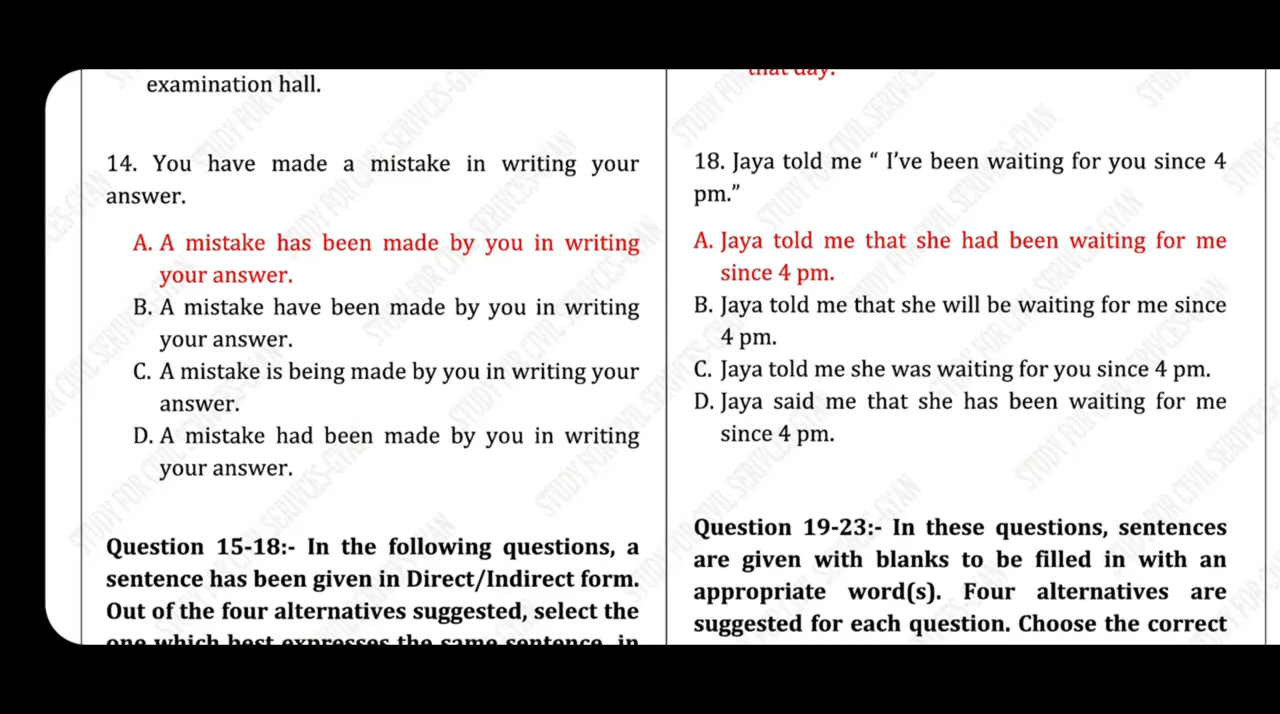 examination hall.
14. You have made a mistake in writing your
answer.
A. A mistake has been made by you in writing
your answer.
B. A mistake have been made by you in writing
your answer.
C. A mistake is being made by you in writing your
answer.
D. A mistake had been made by you in writing
your answer.
Question 15-18:- In the following questions, a
sentence has been given in Direct/Indirect form.
Out of the four alternatives suggested, select the
one which best expresses the same sentence in
that day.
18. Jaya told me “ I’ve been waiting for you since 4
pm.”
A. Jaya told me that she had been waiting for me
since 4 pm.
B. Jaya told me that she will be waiting for me since
4 pm.
C. Jaya told me she was waiting for you since 4 pm.
D. Jaya said me that she has been waiting for me
since 4 pm.
Question 19-23:- In these questions, sentences
are given with blanks to be filled in with an
appropriate word(s). Four alternatives are
suggested for each question. Choose the correct
STUDY FOR CIVIL SERIVCES-GYAN